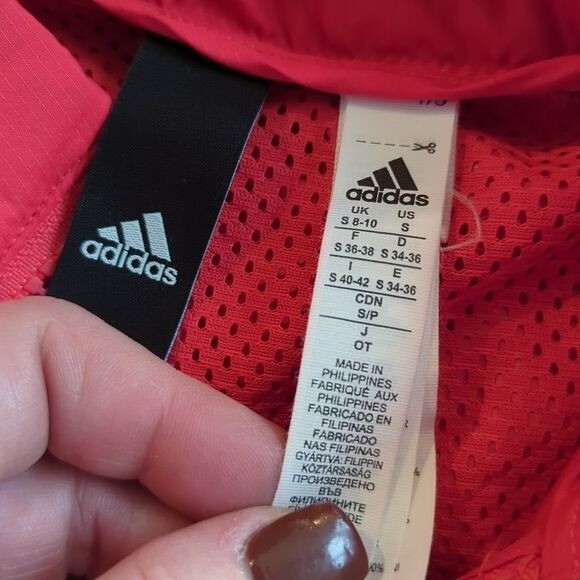 adidas
adidas
UK US
S 8-10 S
F D
S 36-38 S 34-36
I E
S 40-42 S 34-36
CDN
S/P
J
OT
MADE IN
PHILIPPINES
FABRIQUÉ AUX
PHILIPPINES
FABRICADO EN
FILIPINAS
FABRICADO
NAS FILIPINAS
GYÁRTVA: FILIPPIN
KÖZTÁRSASÁG
ПРОИЗВЕДЕНО
ВЪВ
ФИЛИПИНИТЕ